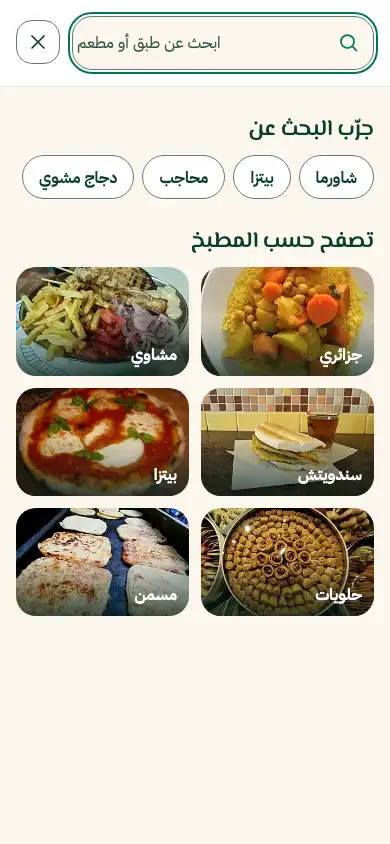 ابحث عن طبق أو مطعم
جرّب البحث عن
شاورما
بيتزا
محاجب
دجاج مشوي
تصفح حسب المطبخ
جزائري
مشاوي
سندويتش
بيتزا
حلويات
مسمن